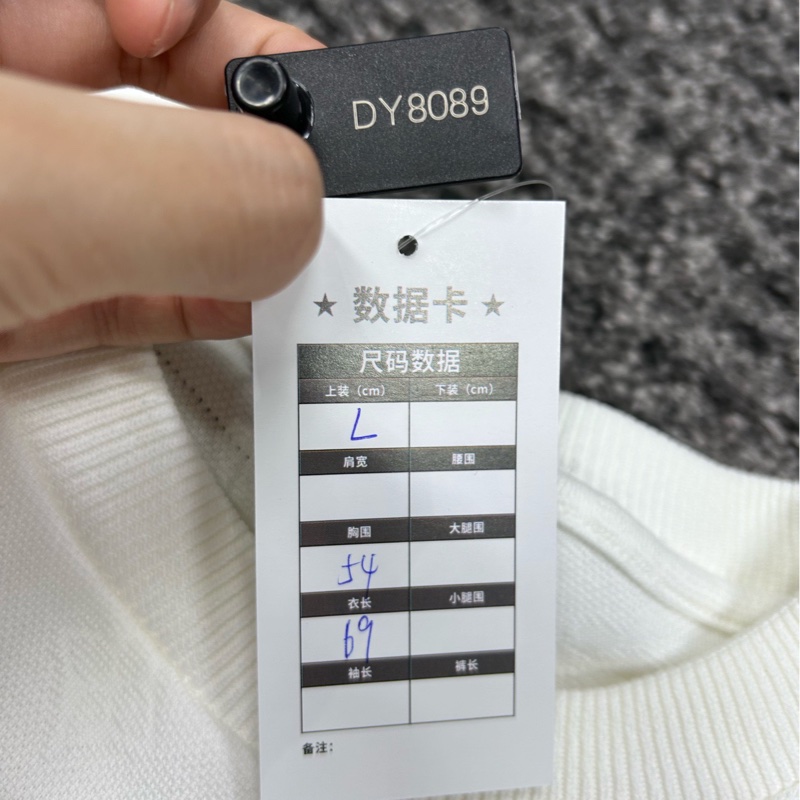 DY8089
★ 数据卡 ★
尺码数据
上装（cm） 下装（cm）
L
肩宽 腰围
胸围 大腿围
54
衣长 小腿围
69
袖长 裤长
备注：